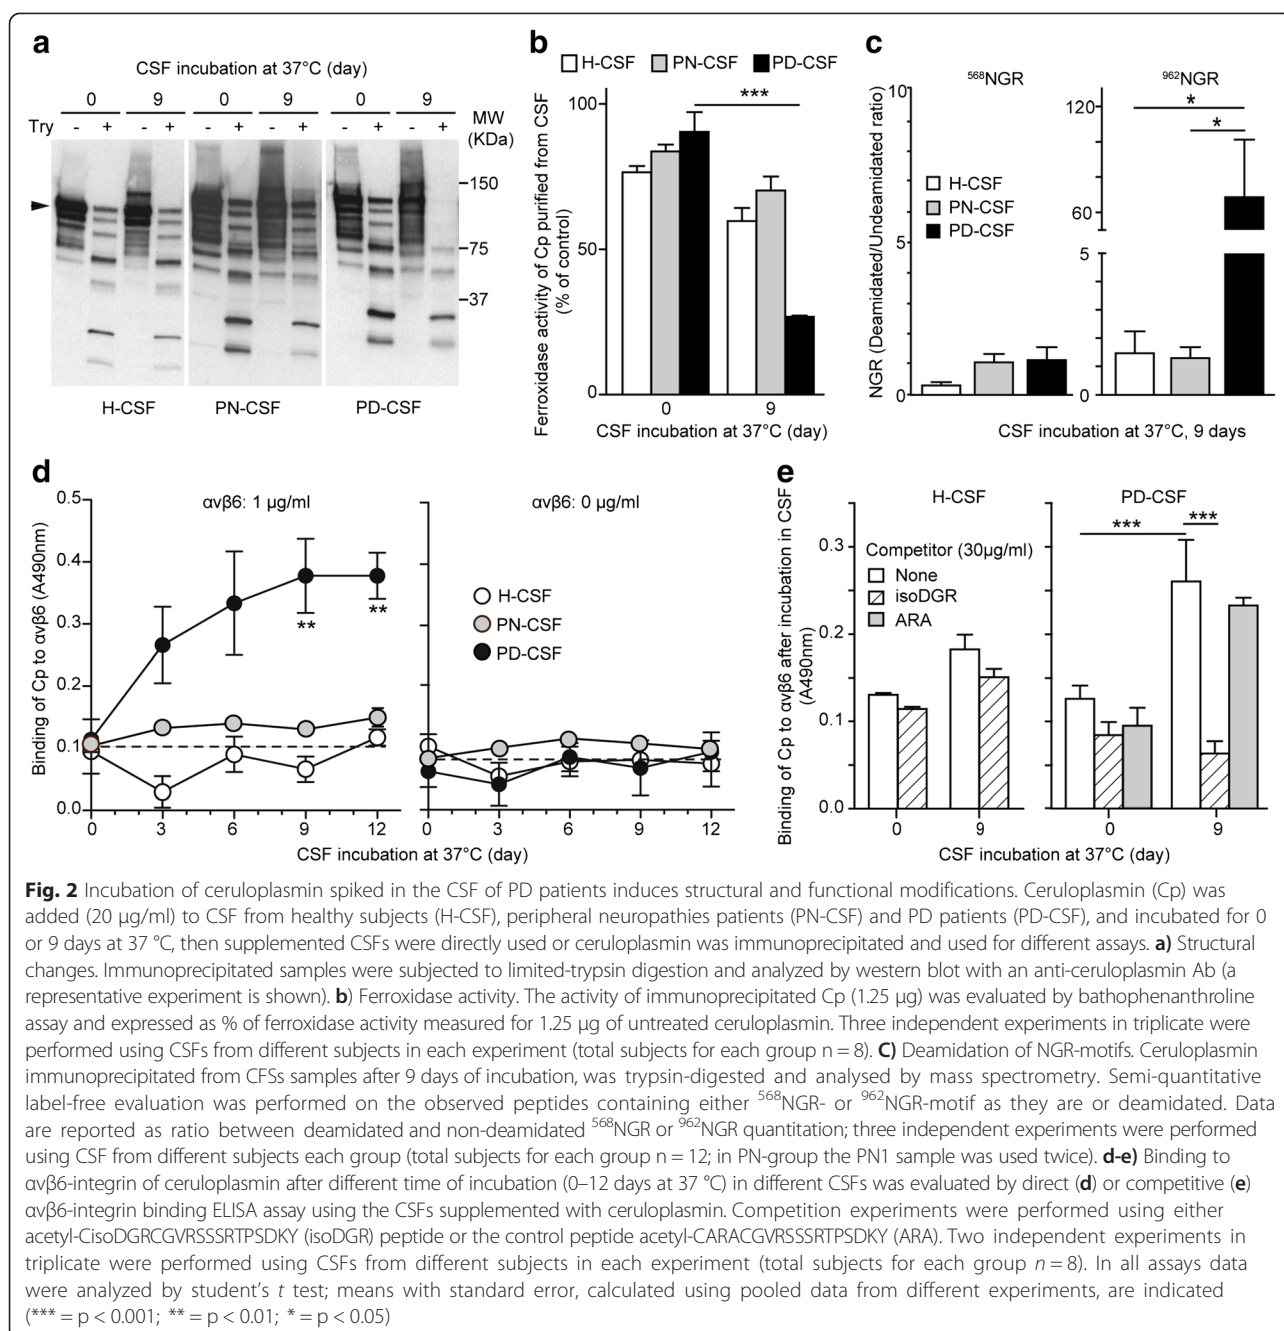 a
CSF incubation at 37°C (day)
0 9 0 9 0 9
Try - + - + - + - + - + - + MW (KDa)
150
75
37
H-CSF PN-CSF PD-CSF
b
H-CSF PN-CSF PD-CSF
Ferroxidase activity of Cp purified from CSF
(% of control)
100
50
0
***
0 9
CSF incubation at 37°C (day)
c
568NGR 962NGR
NGR (Deamidated/Undeamidated ratio)
10
5
0
H-CSF
PN-CSF
PD-CSF
120
60
5
0
*
*
CSF incubation at 37°C, 9 days
d
Binding of Cp to αvβ6 (A490nm)
0.5
0.4
0.3
0.2
0.1
0.0
αvβ6: 1 µg/ml
αvβ6: 0 µg/ml
**
**
H-CSF
PN-CSF
PD-CSF
0 3 6 9 12
0 3 6 9 12
CSF incubation at 37°C (day)
e
Binding of Cp to αvβ6 after incubation in CSF
(A490nm)
H-CSF PD-CSF
0.3
0.2
0.1
0.0
Competitor (30µg/ml)
None
isoDGR
ARA
***
***
0 9 0 9
CSF incubation at 37°C (day)
Fig. 2 Incubation of ceruloplasmin spiked in the CSF of PD patients induces structural and functional modifications. Ceruloplasmin (Cp) was
added (20 µg/ml) to CSF from healthy subjects (H-CSF), peripheral neuropathies patients (PN-CSF) and PD patients (PD-CSF), and incubated for 0
or 9 days at 37 °C, then supplemented CSFs were directly used or ceruloplasmin was immunoprecipitated and used for different assays. a) Structural
changes. Immunoprecipitated samples were subjected to limited-trypsin digestion and analyzed by western blot with an anti-ceruloplasmin Ab (a
representative experiment is shown). b) Ferroxidase activity. The activity of immunoprecipitated Cp (1.25 µg) was evaluated by bathophenanthroline
assay and expressed as % of ferroxidase activity measured for 1.25 µg of untreated ceruloplasmin. Three independent experiments in triplicate were
performed using CSFs from different subjects in each experiment (total subjects for each group n = 8). C) Deamidation of NGR-motifs. Ceruloplasmin
immunoprecipitated from CFSs samples after 9 days of incubation, was trypsin-digested and analysed by mass spectrometry. Semi-quantitative
label-free evaluation was performed on the observed peptides containing either 568NGR- or 962NGR-motif as they are or deamidated. Data
are reported as ratio between deamidated and non-deamidated 568NGR or 962NGR quantitation; three independent experiments were performed
using CSF from different subjects each group (total subjects for each group n = 12; in PN-group the PN1 sample was used twice). d-e) Binding to
αvβ6-integrin of ceruloplasmin after different time of incubation (0–12 days at 37 °C) in different CSFs was evaluated by direct (d) or competitive (e)
αvβ6-integrin binding ELISA assay using the CSFs supplemented with ceruloplasmin. Competition experiments were performed using either
acetyl-CisoDGRCGVRSSSRTPSDKY (isoDGR) peptide or the control peptide acetyl-CARACGVRSSSRTPSDKY (ARA). Two independent experiments in
triplicate were performed using CSFs from different subjects in each experiment (total subjects for each group n = 8). In all assays data
were analyzed by student's t test; means with standard error, calculated using pooled data from different experiments, are indicated
(*** = p < 0.001; ** = p < 0.01; * = p < 0.05)